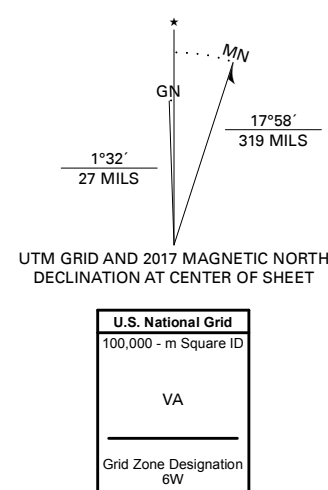 ★
MN
GN
17°58´
319 MILS
1°32´
27 MILS
UTM GRID AND 2017 MAGNETIC NORTH
DECLINATION AT CENTER OF SHEET
U.S. National Grid
100,000 - m Square ID
VA
Grid Zone Designation
6W